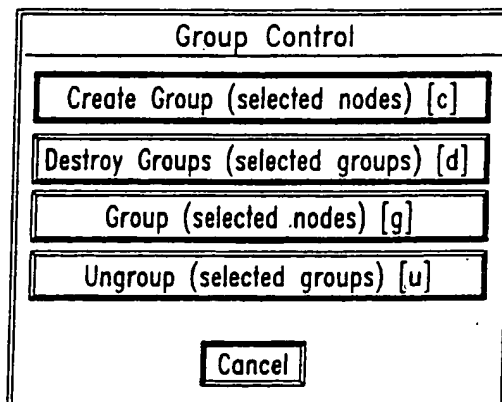 Group Control
Create Group (selected nodes) [c]
Destroy Groups (selected groups) [d]
Group (selected nodes) [g]
Ungroup (selected groups) [u]
Cancel